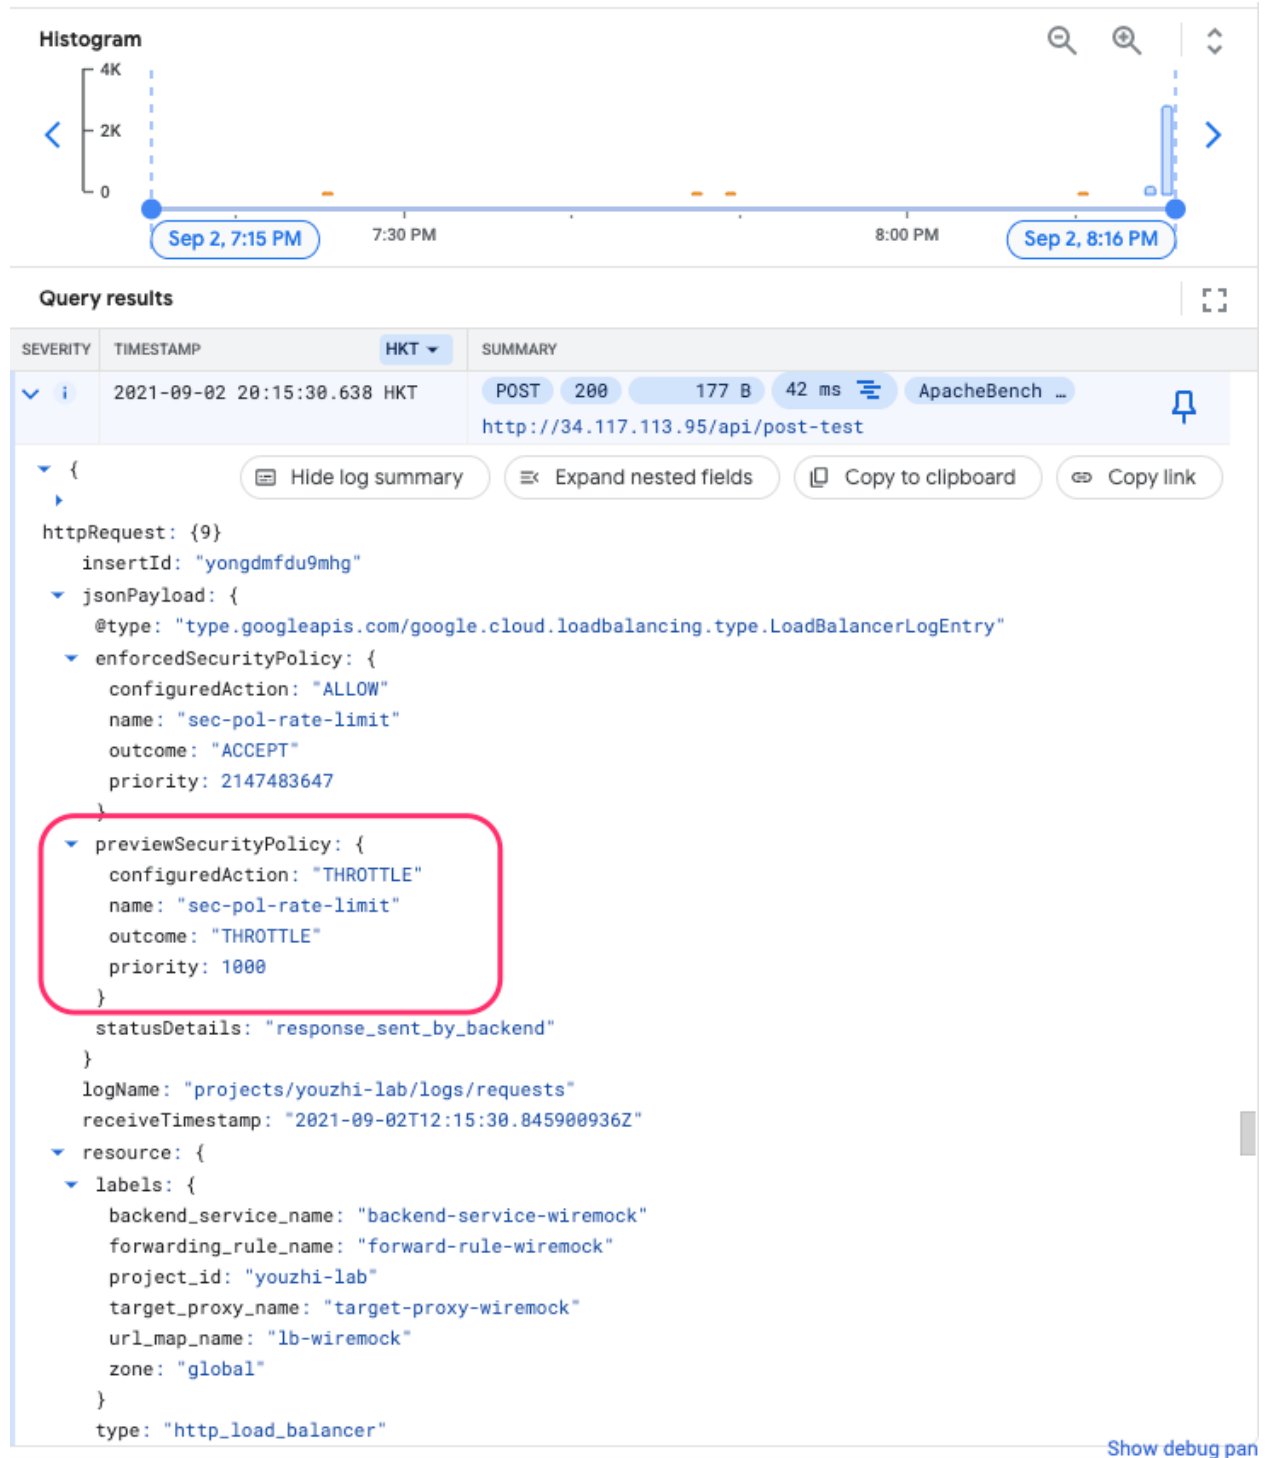 Histogram
4K
2K
0
Sep 2, 7:15 PM
7:30 PM
8:00 PM
Sep 2, 8:16 PM
Query results
SEVERITY TIMESTAMP HKT SUMMARY
i 2021-09-02 20:15:30.638 HKT POST 200 177 B 42 ms ApacheBench …
http://34.117.113.95/api/post-test
{ Hide log summary Expand nested fields Copy to clipboard Copy link
httpRequest: {9}
insertId: "yongdmfdu9mhg"
jsonPayload: {
@type: "type.googleapis.com/google.cloud.loadbalancing.type.LoadBalancerLogEntry"
enforcedSecurityPolicy: {
configuredAction: "ALLOW"
name: "sec-pol-rate-limit"
outcome: "ACCEPT"
priority: 2147483647
}
previewSecurityPolicy: {
configuredAction: "THROTTLE"
name: "sec-pol-rate-limit"
outcome: "THROTTLE"
priority: 1000
}
statusDetails: "response_sent_by_backend"
}
logName: "projects/youzhi-lab/logs/requests"
receiveTimestamp: "2021-09-02T12:15:30.845900936Z"
resource: {
labels: {
backend_service_name: "backend-service-wiremock"
forwarding_rule_name: "forward-rule-wiremock"
project_id: "youzhi-lab"
target_proxy_name: "target-proxy-wiremock"
url_map_name: "lb-wiremock"
zone: "global"
}
type: "http_load_balancer"
Show debug pan